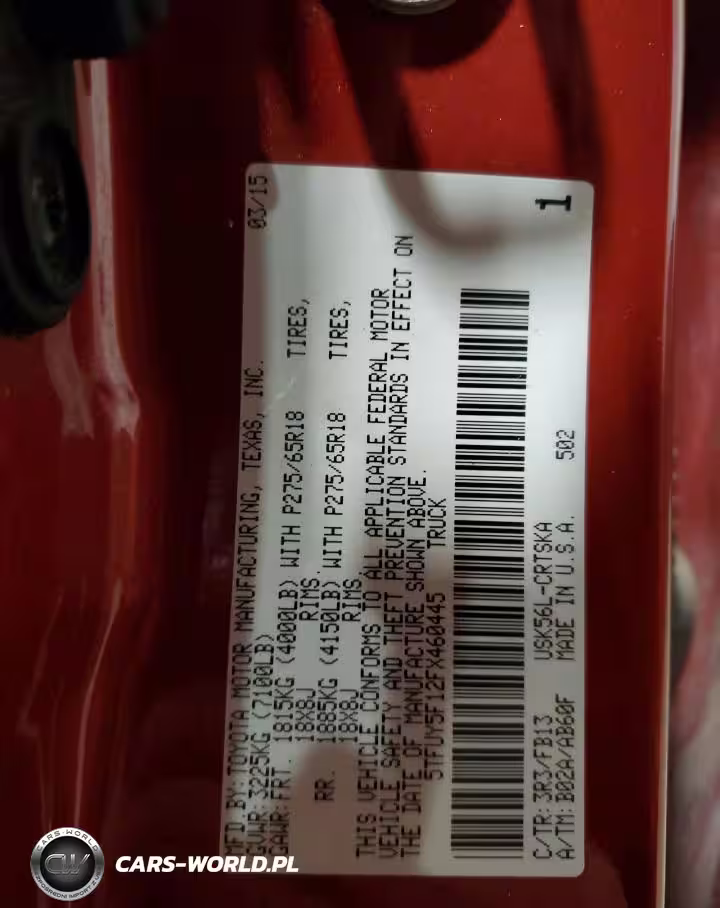 MFD BY: TOYOTA MOTOR MANUFACTURING, TEXAS, INC. 03/15
GVWR: 3225KG (7100LB)
GAWR: FRT. 1815KG (4000LB) WITH P275/65R18 TIRES,
18X8J RIMS.
RR. 1885KG (4150LB) WITH P275/65R18 TIRES,
18X8J RIMS.
THIS VEHICLE CONFORMS TO ALL APPLICABLE FEDERAL MOTOR
VEHICLE SAFETY AND THEFT PREVENTION STANDARDS IN EFFECT ON
THE DATE OF MANUFACTURE SHOWN ABOVE.
5TFUY5F12FX460445 TRUCK
1
C/TR: 3R3/FB13 USK56L-CRTSKA
A/TM: B02A/AB60F MADE IN U.S.A. 502
CARS-WORLD
CW
CARS-WORLD.PL